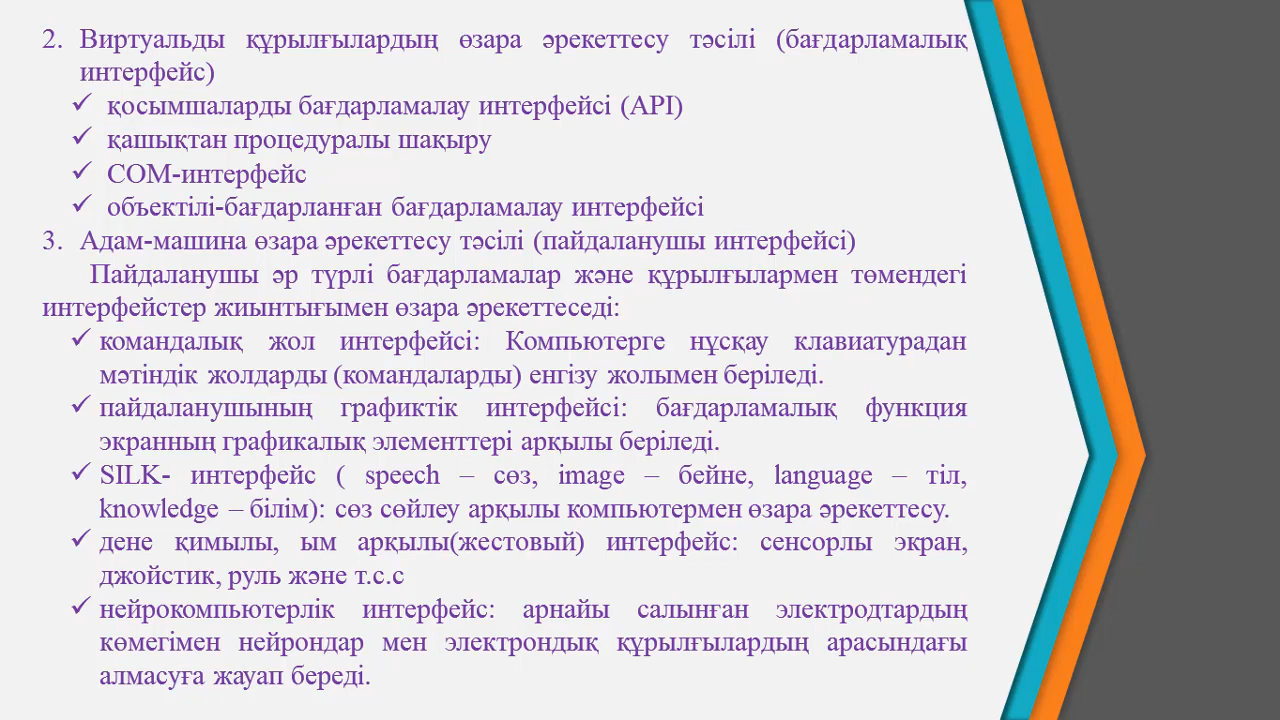 2. Виртуальды құрылғылардың өзара әрекеттесу тәсілі (бағдарламалық
интерфейс)
✓ қосымшаларды бағдарламалау интерфейсі (API)
✓ қашықтан процедуралы шақыру
✓ COM-интерфейс
✓ объектілі-бағдарланған бағдарламалау интерфейсі
3. Адам-машина өзара әрекеттесу тәсілі (пайдаланушы интерфейсі)
Пайдаланушы әр түрлі бағдарламалар және құрылғылармен төмендегі
интерфейстер жиынтығымен өзара әрекеттеседі:
✓ командалық жол интерфейсі: Компьютерге нұсқау клавиатурадан
мәтіндік жолдарды (командаларды) енгізу жолымен беріледі.
✓ пайдаланушының графиктік интерфейсі: бағдарламалық функция
экранның графикалық элементтері арқылы беріледі.
✓ SILK- интерфейс ( speech – сөз, image – бейне, language – тіл,
knowledge – білім): сөз сөйлеу арқылы компьютермен өзара әрекеттесу.
✓ дене қимылы, ым арқылы(жестовый) интерфейс: сенсорлы экран,
джойстик, руль және т.с.с
✓ нейрокомпьютерлік интерфейс: арнайы салынған электродтардың
көмегімен нейрондар мен электрондық құрылғылардың арасындағы
алмасуға жауап береді.